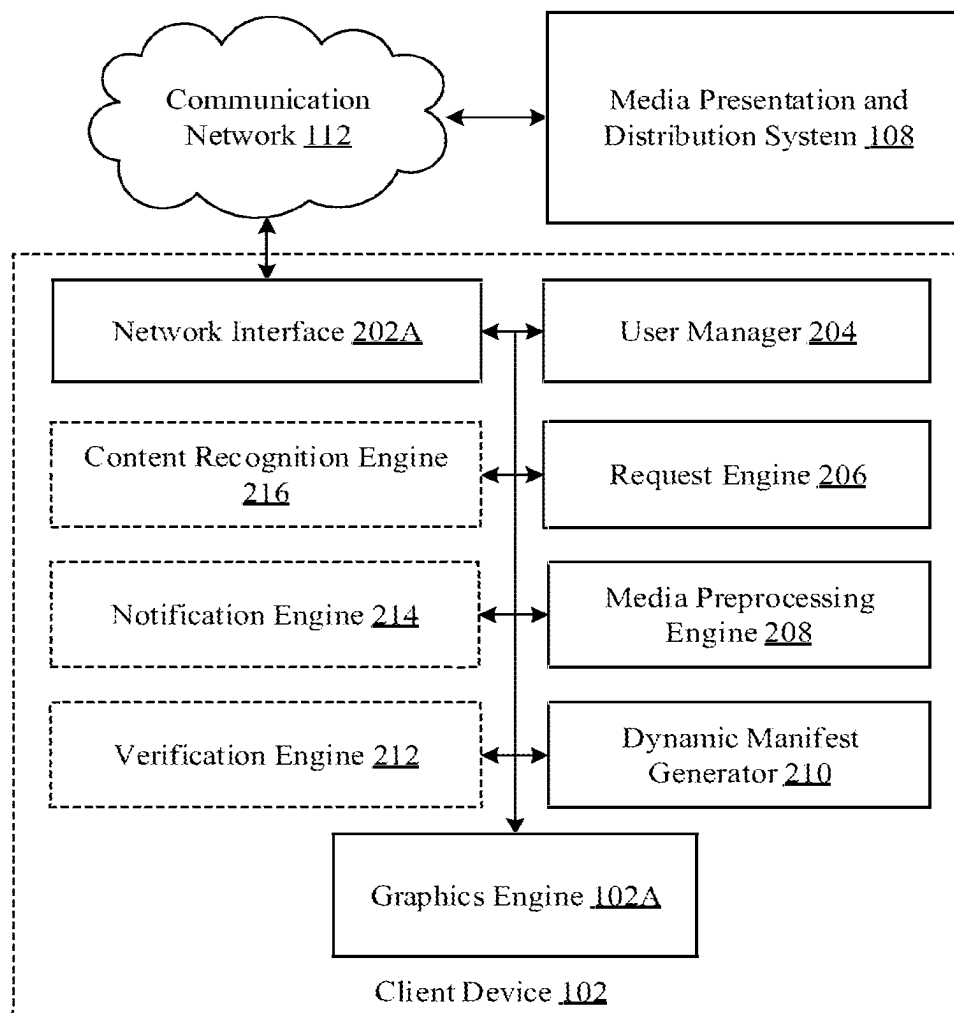 Communication
Network 112
Media Presentation and
Distribution System 108
Network Interface 202A
User Manager 204
Content Recognition Engine
216
Request Engine 206
Notification Engine 214
Media Preprocessing
Engine 208
Verification Engine 212
Dynamic Manifest
Generator 210
Graphics Engine 102A
Client Device 102